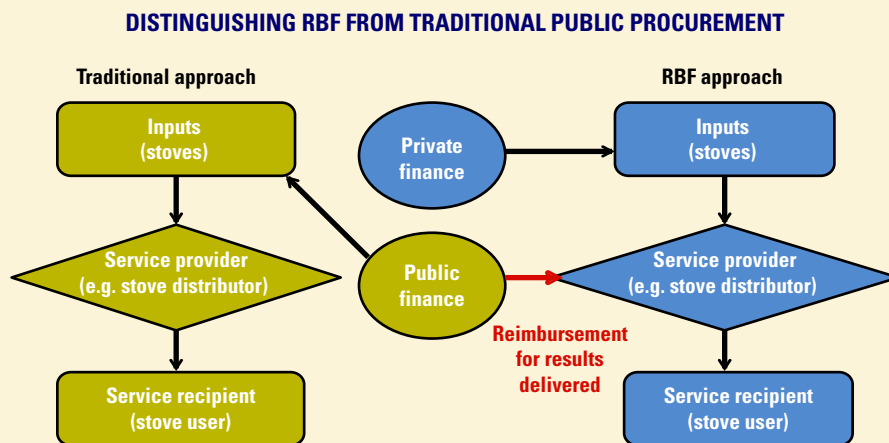 DISTINGUISHING RBF FROM TRADITIONAL PUBLIC PROCUREMENT
Traditional approach
RBF approach
Inputs
(stoves)
Private
finance
Inputs
(stoves)
Service provider
(e.g. stove distributor)
Public
finance
Service provider
(e.g. stove distributor)
Reimbursement
for results
delivered
Service recipient
(stove user)
Service recipient
(stove user)